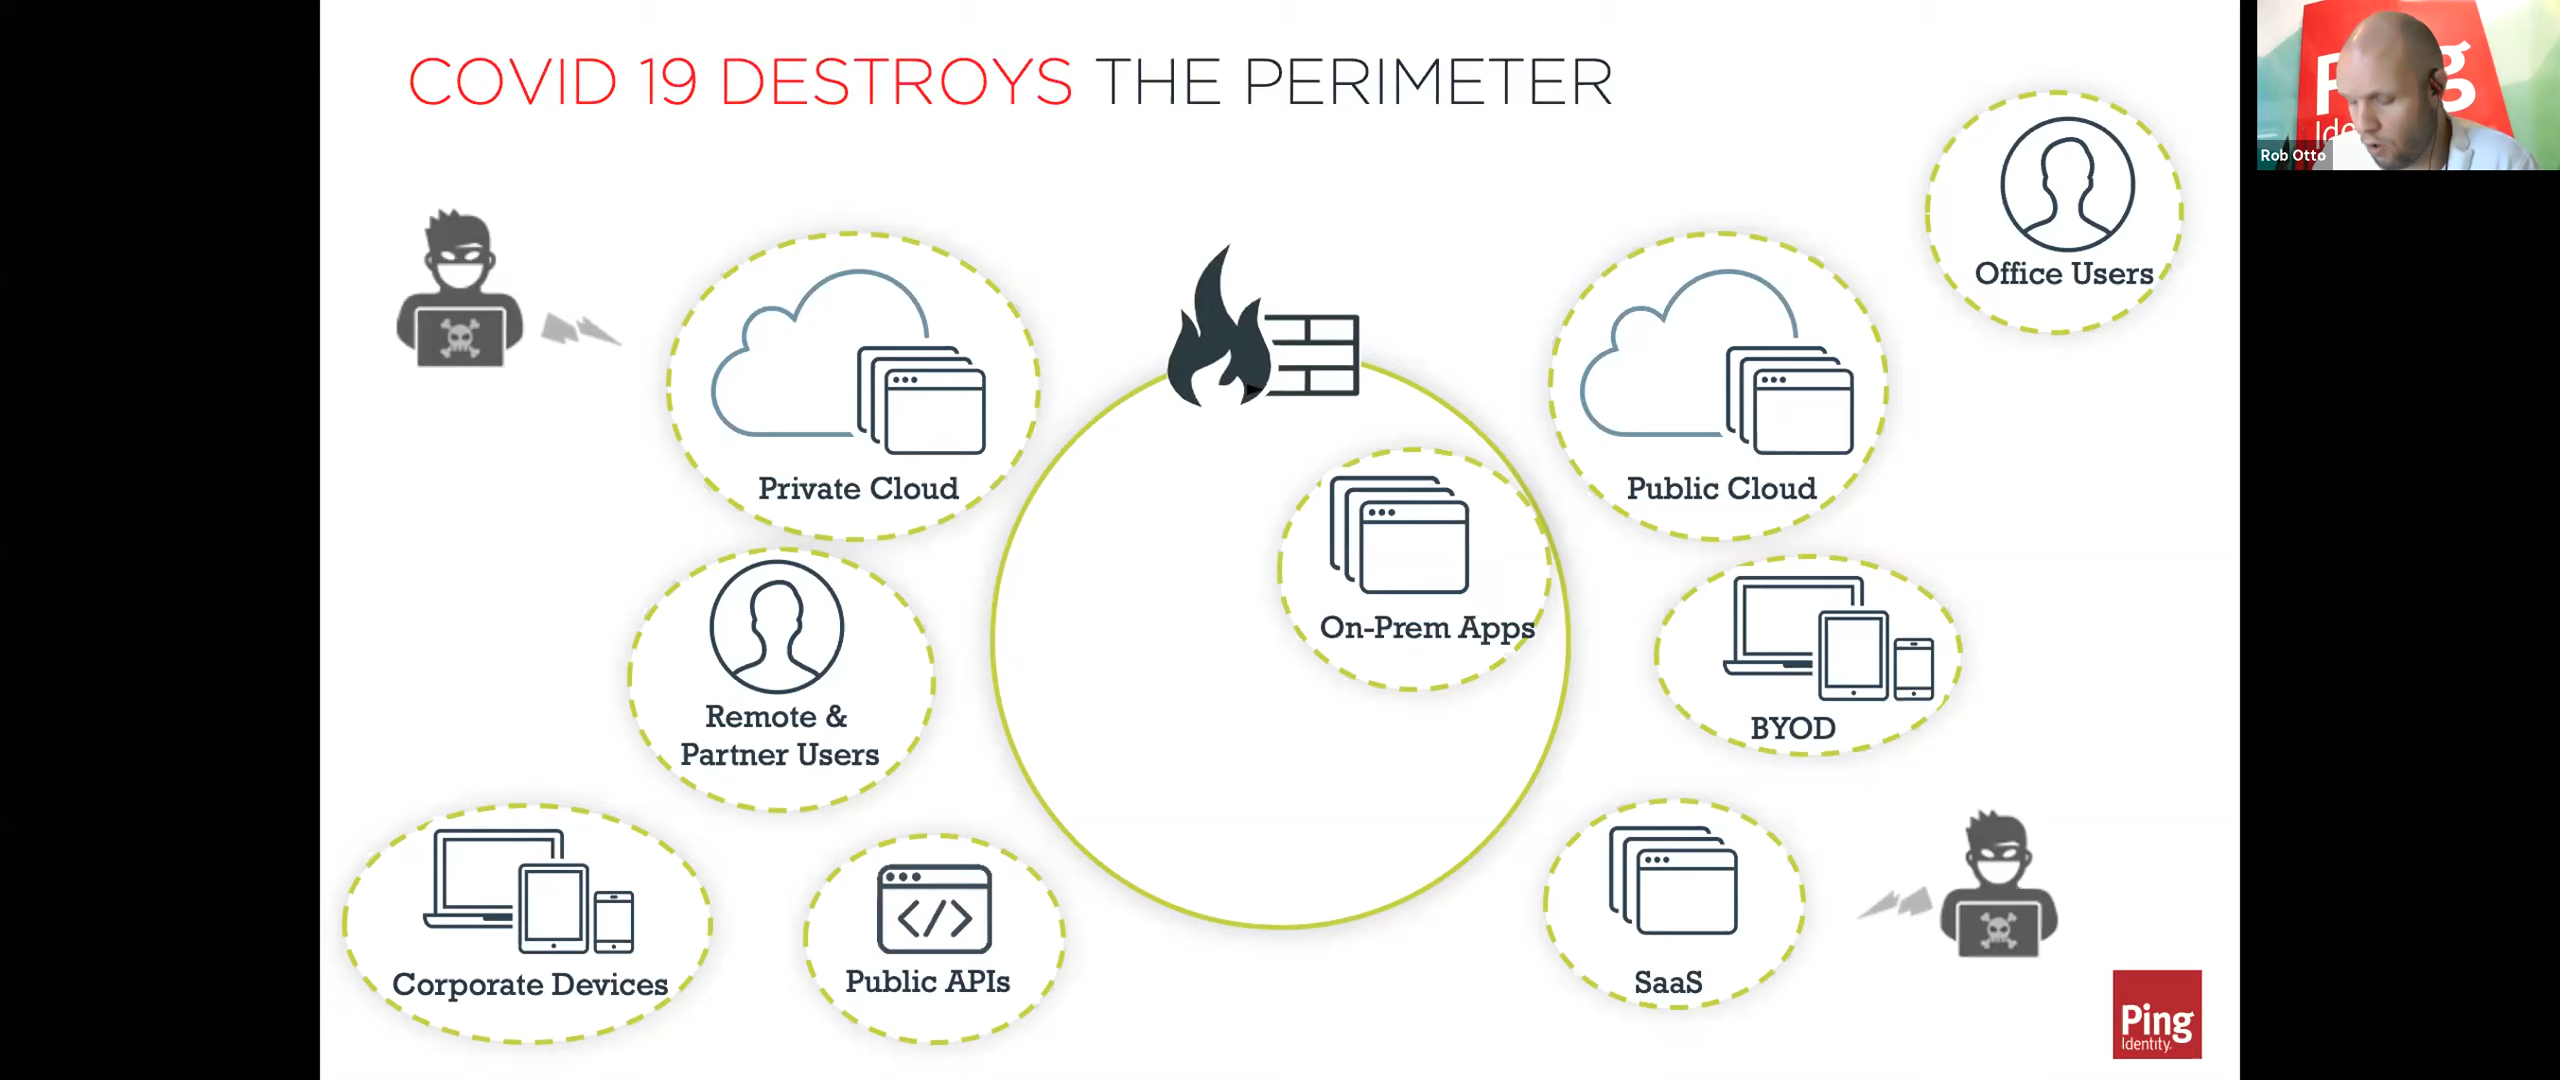 COVID 19 DESTROYS THE PERIMETER
Rob Otto
Office Users
Private Cloud
Public Cloud
On-Prem Apps
Remote &
Partner Users
BYOD
Corporate Devices
Public APIs
SaaS
Ping
Identity.